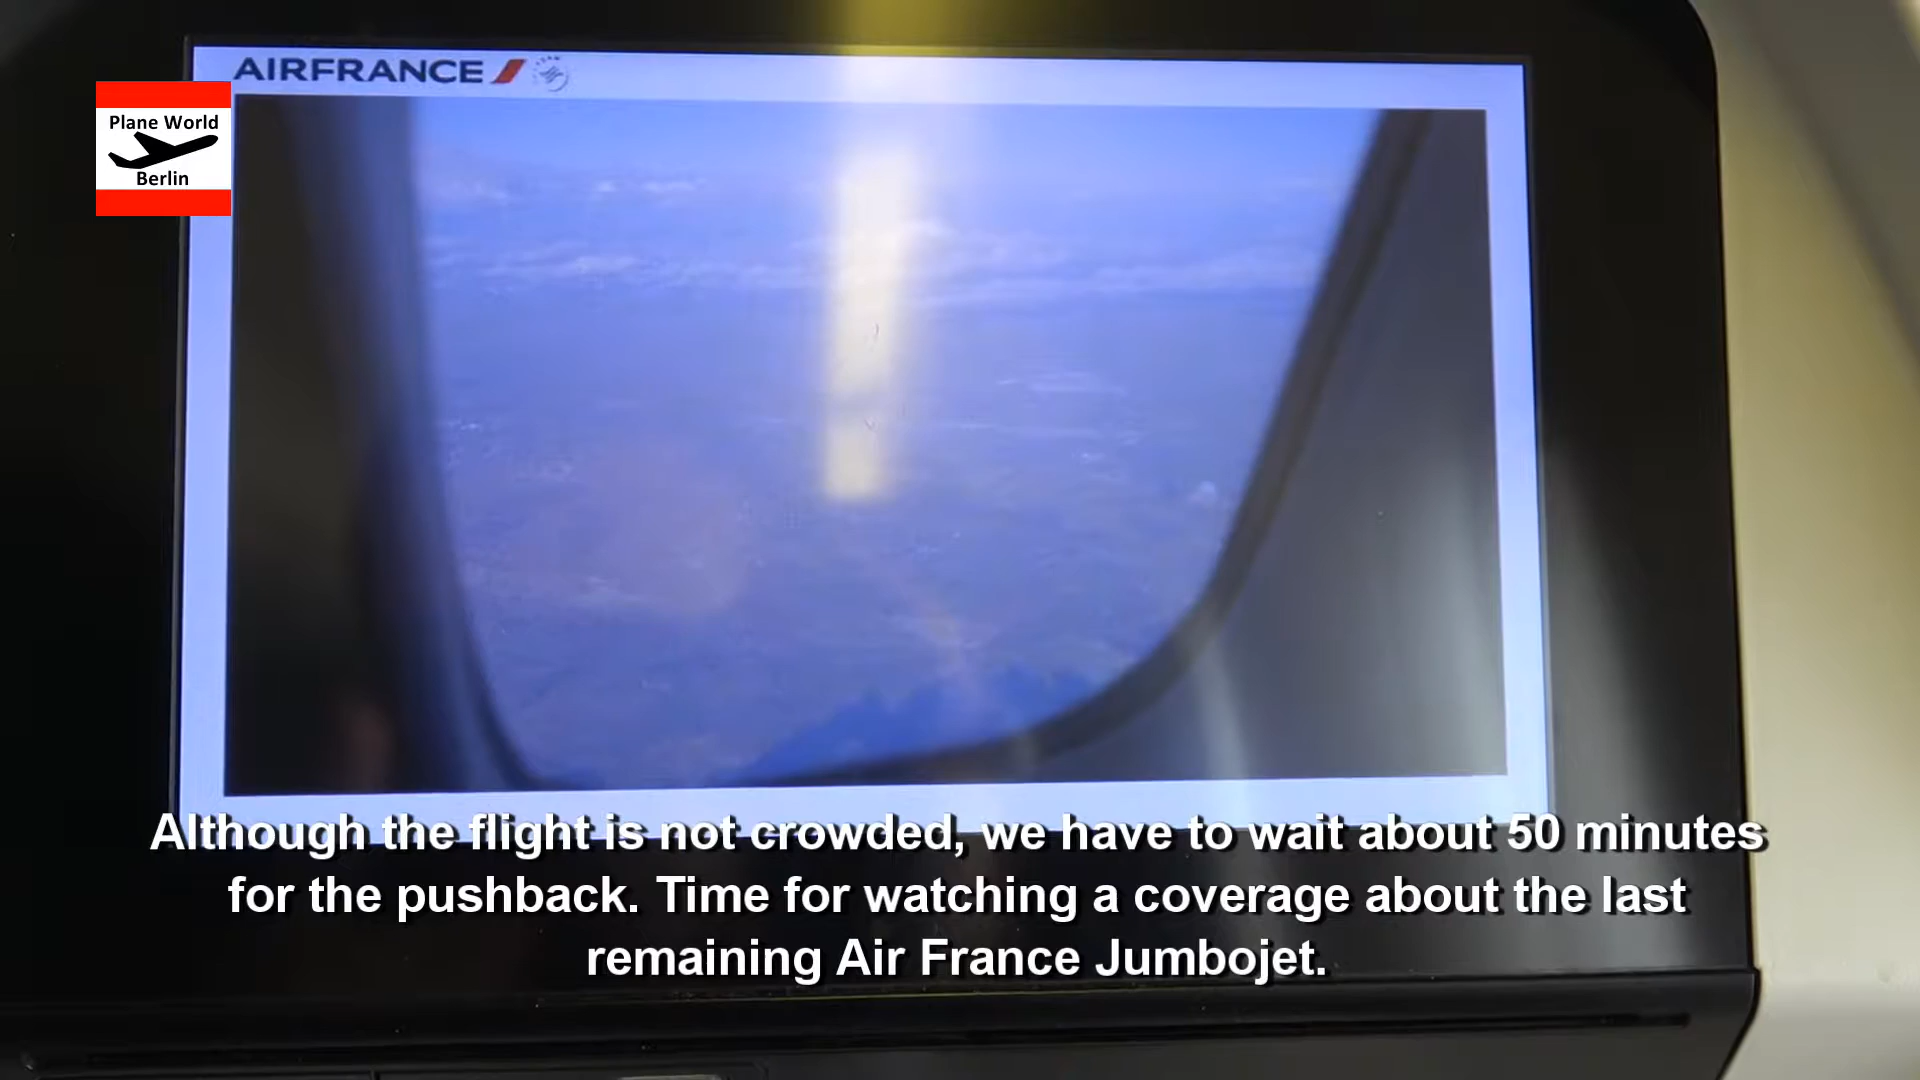 AIRFRANCE
Plane World
Berlin
Although the flight is not crowded, we have to wait about 50 minutes
for the pushback. Time for watching a coverage about the last
remaining Air France Jumbojet.